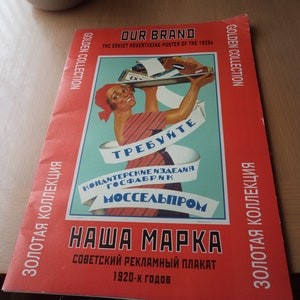 OUR BRAND
THE SOVIET ADVERTISING POSTER OF THE 1920s
GOLDEN COLLECTION
GOLDEN COLLECTION
ТРЕБУЙТЕ
КОНДИТЕРСКИЕ ИЗДЕЛИЯ
ГОСФАБРИК
МОССЕЛЬПРОМ
ЗОЛОТАЯ КОЛЛЕКЦИЯ
ЗОЛОТАЯ КОЛЛЕКЦИЯ
НАША МАРКА
СОВЕТСКИЙ РЕКЛАМНЫЙ ПЛАКАТ
1920-х годов